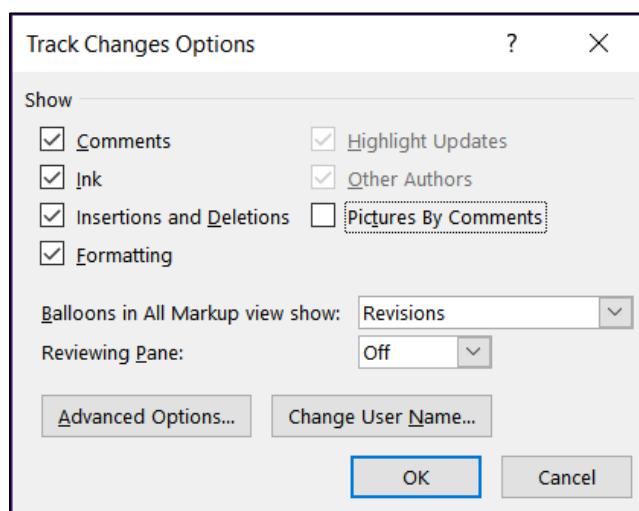 Track Changes Options ?
Show
Comments Highlight Updates
Ink Other Authors
Insertions and Deletions Pictures By Comments
Formatting
Balloons in All Markup view show: Revisions
Reviewing Pane: Off
Advanced Options... Change User Name...
OK Cancel